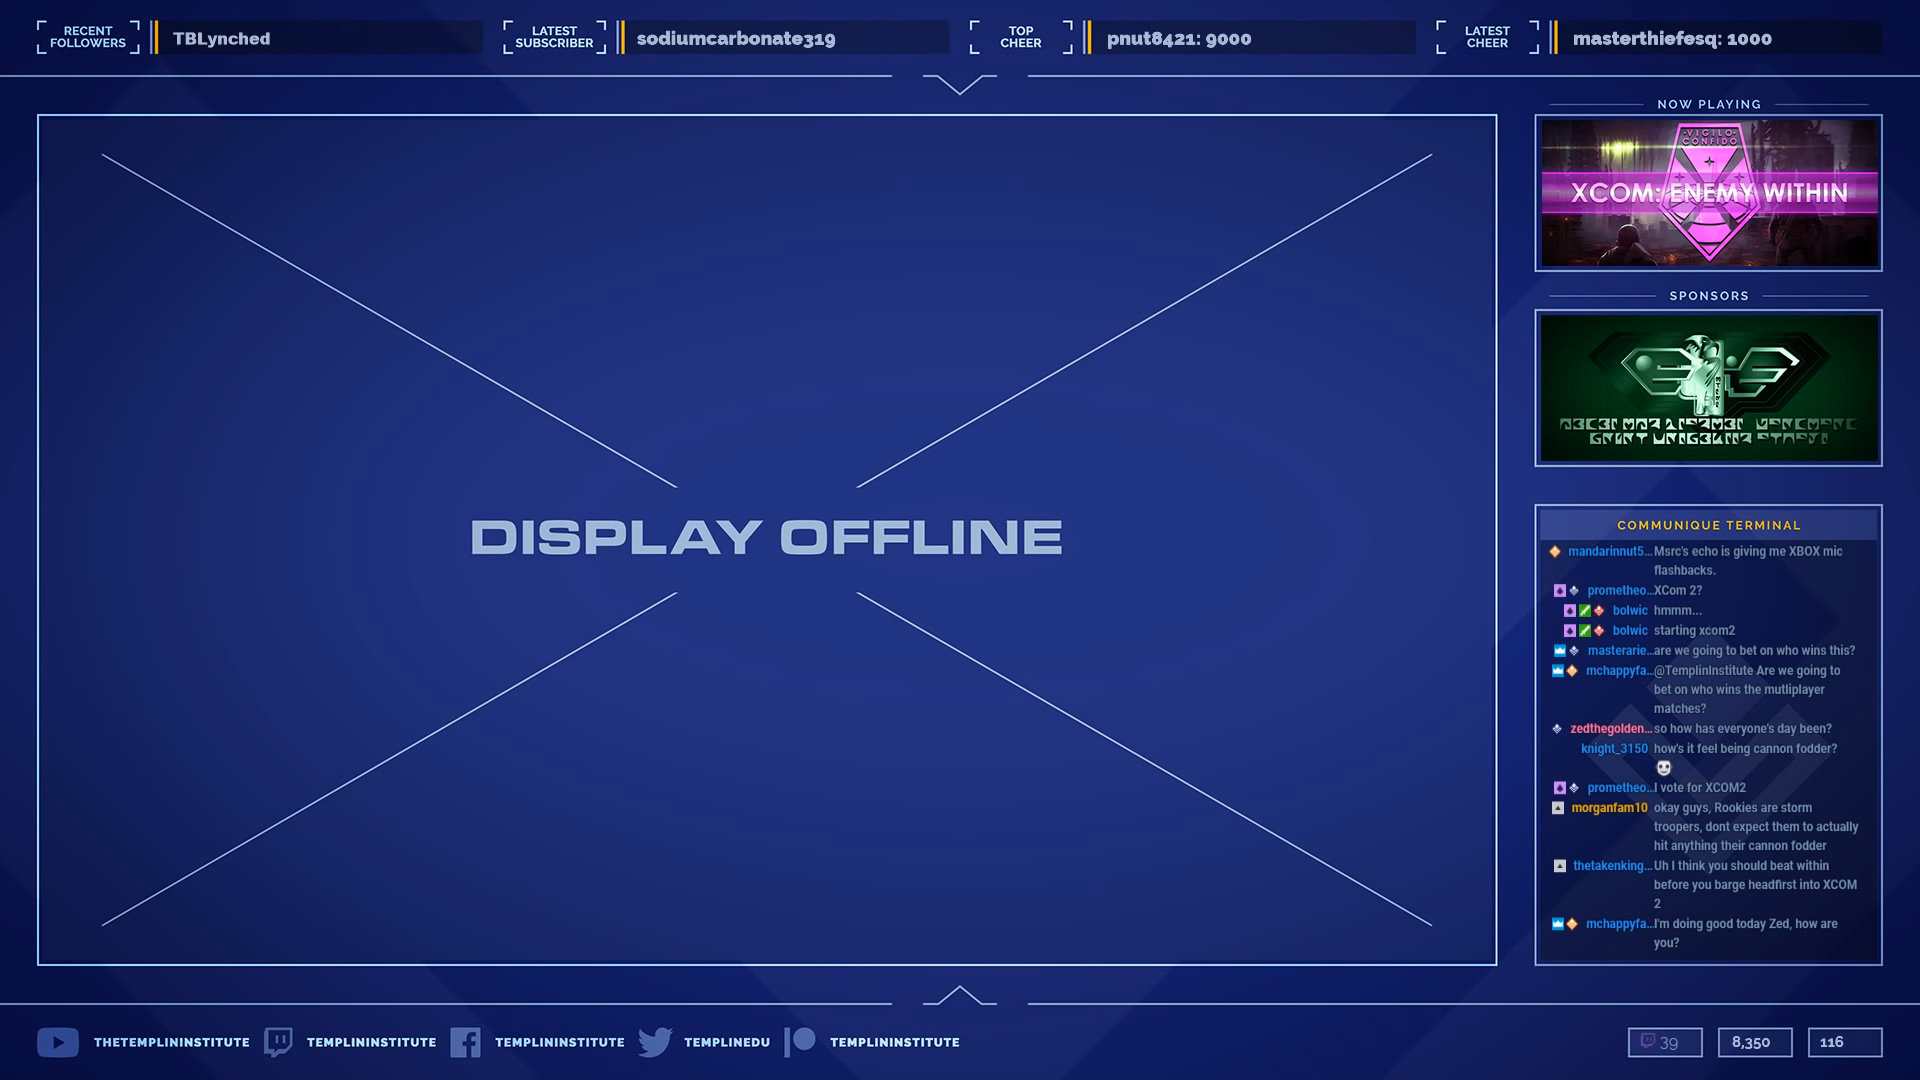 RECENT
FOLLOWERS
TBLynched
LATEST
SUBSCRIBER
sodiumcarbonate319
TOP
CHEER
pnut8421: 9000
LATEST
CHEER
masterthiefesq: 1000
NOW PLAYING
·VIGILO·
CONFIDO
XCOM: ENEMY WITHIN
SPONSORS
DISPLAY OFFLINE
COMMUNIQUE TERMINAL
mandarinnut5... Msrc's echo is giving me XBOX mic
flashbacks.
prometheo... XCom 2?
bolwic hmmm...
bolwic starting xcom2
masterarie... are we going to bet on who wins this?
mchappyfa... @TemplinInstitute Are we going to
bet on who wins the mutliplayer
matches?
zedthegolden... so how has everyone's day been?
knight_3150 how's it feel being cannon fodder?
prometheo... I vote for XCOM2
morganfam10 okay guys, Rookies are storm
troopers, dont expect them to actually
hit anything their cannon fodder
thetakenking... Uh I think you should beat within
before you barge headfirst into XCOM
2
mchappyfa... I'm doing good today Zed, how are
you?
THETEMPLININSTITUTE
TEMPLININSTITUTE
TEMPLININSTITUTE
TEMPLINEDU
TEMPLININSTITUTE
39
8,350
116